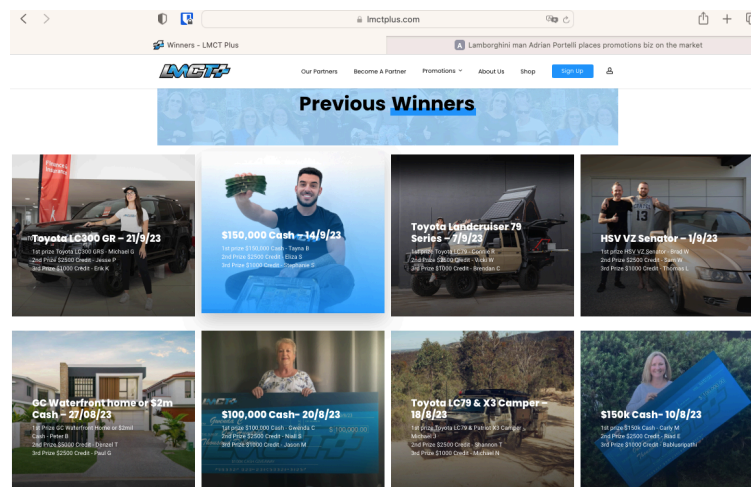 lmctplus.com
Winners - LMCT Plus
A Lamborghini man Adrian Portelli places promotions biz on the market
LMCT+
Our Partners Become A Partner Promotions About Us Shop Sign Up
Previous Winners
Toyota LC300 GR – 21/9/23
1st prize Toyota LC300 GRS - Michael G
2nd Prize $2500 Credit - Jesse P
3rd Prize $1000 Credit - Erik K
$150,000 Cash – 14/9/23
1st prize $150,000 Cash - Tayna B
2nd Prize $2500 Credit - Eliza S
3rd Prize $1000 Credit - Stephanie S
Toyota Landcruiser 79
Series – 7/9/23
1st prize Toyota LC79 - Connie R
2nd Prize $2500 Credit - Vicki W
3rd Prize $1000 Credit - Brendan C
HSV VZ Senator – 1/9/23
1st prize HSV VZ Senator - Brad W
2nd Prize $2500 Credit - Sam W
3rd Prize $1000 Credit - Thomas L
GC Waterfront home or $2m
Cash – 27/08/23
1st Prize GC Waterfront Home or $2mil
Cash - Peter B
2nd Prize $5000 Credit - Denzel T
3rd Prize $2500 Credit - Paul G
$100,000 Cash– 20/8/23
1st prize $100,000 Cash - Gwenda C
2nd Prize $2500 Credit - Niall S
3rd Prize $1000 Credit - Jason M
$ 100,000.00
Toyota LC79 & X3 Camper –
18/8/23
1st prize Toyota LC79 & Patriot X3 Camper -
Michael J
2nd Prize $2500 Credit - Shannon T
3rd Prize $1000 Credit - Michael N
$150k Cash– 10/8/23
1st prize $150k Cash - Carly M
2nd Prize $2500 Credit - Blad E
3rd Prize $1000 Credit - Babluanpathi